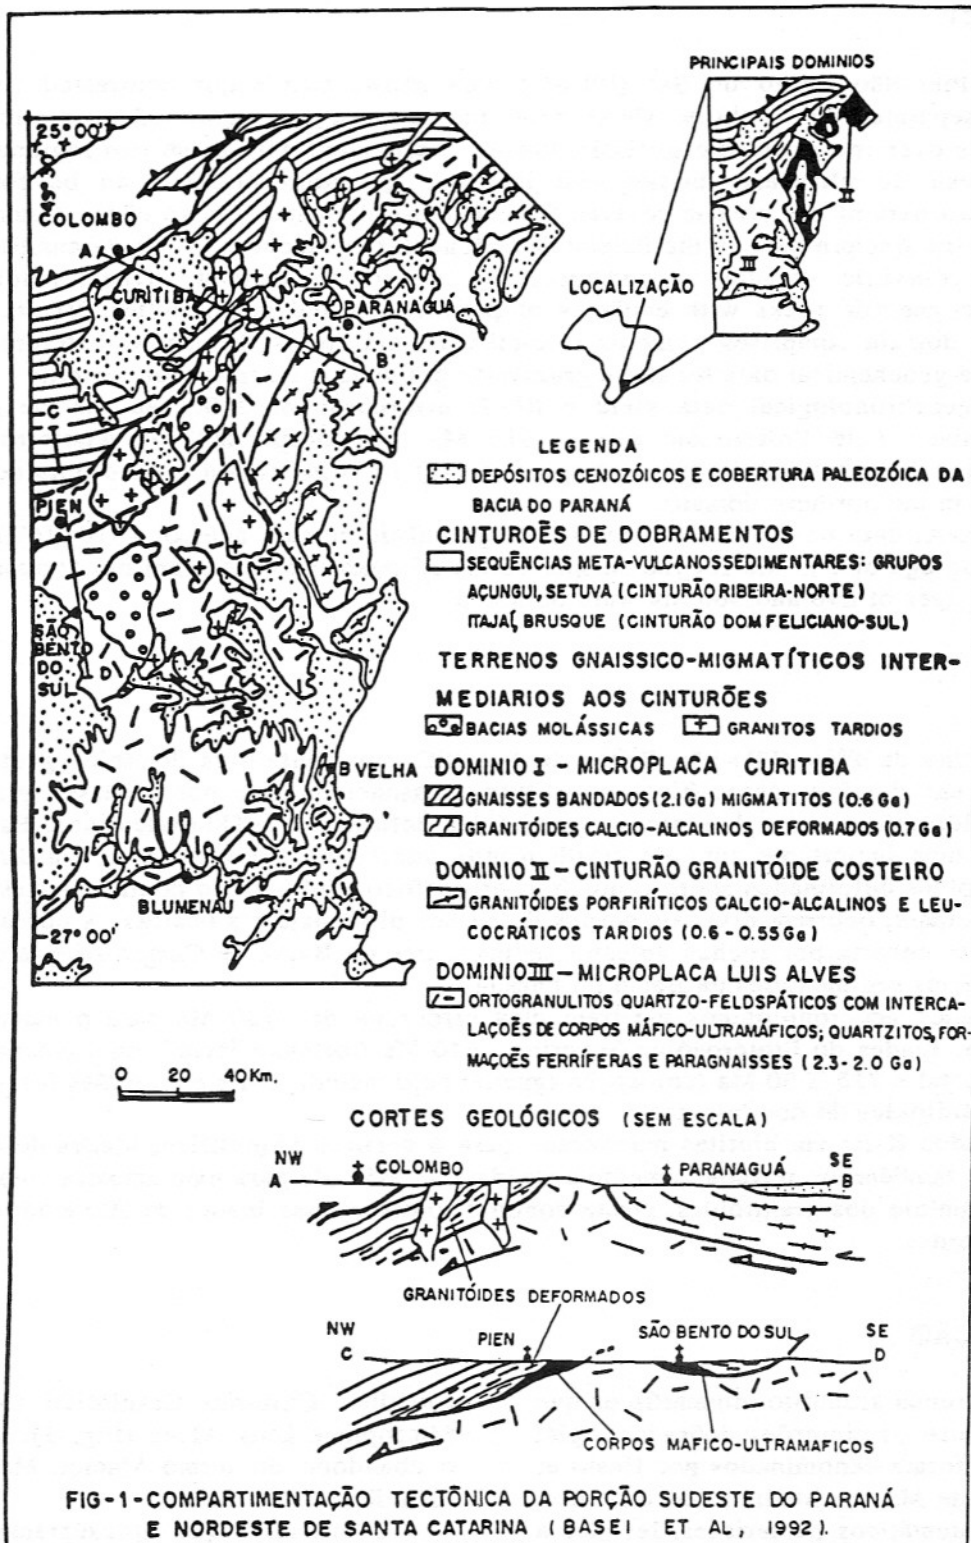 PRINCIPAIS DOMINIOS
25°00'
49°30'
COLOMBO
A
CURITIBA
PARANAGUÁ
B
C
PIEN
SÃO
BENTO
DO
SUL
D
B VELHA
BLUMENAU
27°00'
II
III
LOCALIZAÇÃO
LEGENDA
DEPÓSITOS CENOZÓICOS E COBERTURA PALEOZÓICA DA
BACIA DO PARANÁ
CINTUROẼS DE DOBRAMENTOS
SEQUÊNCIAS META-VULCANOSSEDIMENTARES: GRUPOS
AÇUNGUI, SETUVA (CINTURÃO RIBEIRA-NORTE)
ITAJAÍ, BRUSQUE (CINTURÃO DOM FELICIANO-SUL)
TERRENOS GNAISSICO-MIGMATÍTICOS INTER-
MEDIARIOS AOS CINTURÕES
BACIAS MOLÁSSICAS GRANITOS TARDIOS
DOMINIO I - MICROPLACA CURITIBA
GNAISSES BANDADOS (2.1 Ga) MIGMATITOS (0.6 Ga)
GRANITÓIDES CALCIO-ALCALINOS DEFORMADOS (0.7 Ga)
DOMINIO II - CINTURÃO GRANITÓIDE COSTEIRO
GRANITÓIDES PORFIRÍTICOS CALCIO-ALCALINOS E LEU-
COCRÁTICOS TARDIOS (0.6 - 0.55 Ga)
DOMINIO III - MICROPLACA LUIS ALVES
ORTOGRANULITOS QUARTZO-FELDSPÁTICOS COM INTERCA-
LAÇÕES DE CORPOS MÁFICO-ULTRAMÁFICOS; QUARTZITOS, FOR-
MAÇÕES FERRÍFERAS E PARAGNAISSES (2.3-2.0 Ga)
0 20 40 Km.
CORTES GEOLÓGICOS (SEM ESCALA)
NW SE
A COLOMBO PARANAGUÁ B
GRANITÓIDES DEFORMADOS
NW SE
C PIEN SÃO BENTO DO SUL D
CORPOS MÁFICO-ULTRAMAFICOS
FIG-1-COMPARTIMENTAÇÃO TECTÔNICA DA PORÇÃO SUDESTE DO PARANÁ
E NORDESTE DE SANTA CATARINA (BASEI ET AL, 1992).